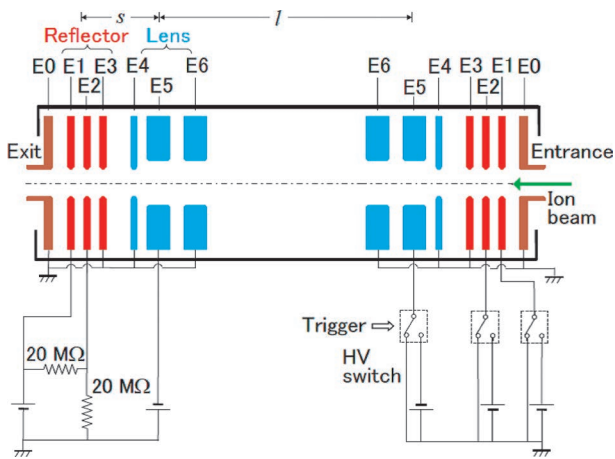 s l
Reflector Lens
E0 E1 E2 E3 E4 E5 E6
E6 E5 E4 E3 E2 E1 E0
Exit
Entrance
Ion
beam
Trigger
HV
switch
20 MΩ
20 MΩ